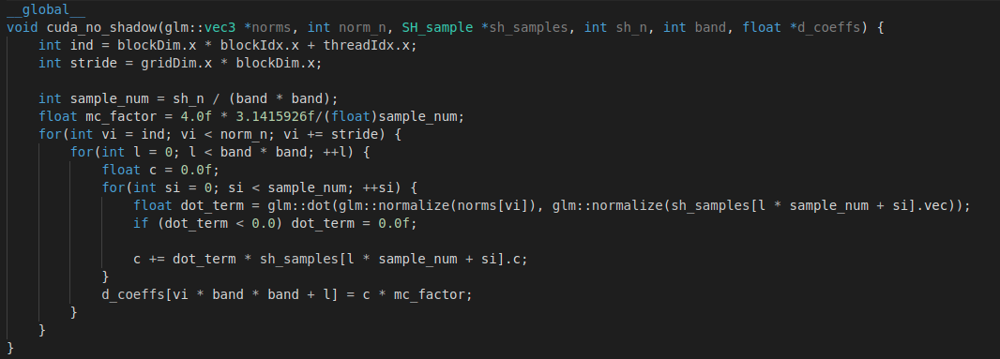 __global__
void cuda_no_shadow(glm::vec3 *norms, int norm_n, SH_sample *sh_samples, int sh_n, int band, float *d_coeffs) {
    int ind = blockDim.x * blockIdx.x + threadIdx.x;
    int stride = gridDim.x * blockDim.x;

    int sample_num = sh_n / (band * band);
    float mc_factor = 4.0f * 3.1415926f/(float)sample_num;
    for(int vi = ind; vi < norm_n; vi += stride) {
        for(int l = 0; l < band * band; ++l) {
            float c = 0.0f;
            for(int si = 0; si < sample_num; ++si) {
                float dot_term = glm::dot(glm::normalize(norms[vi]), glm::normalize(sh_samples[l * sample_num + si].vec));
                if (dot_term < 0.0) dot_term = 0.0f;

                c += dot_term * sh_samples[l * sample_num + si].c;
            }
            d_coeffs[vi * band * band + l] = c * mc_factor;
        }
    }
}